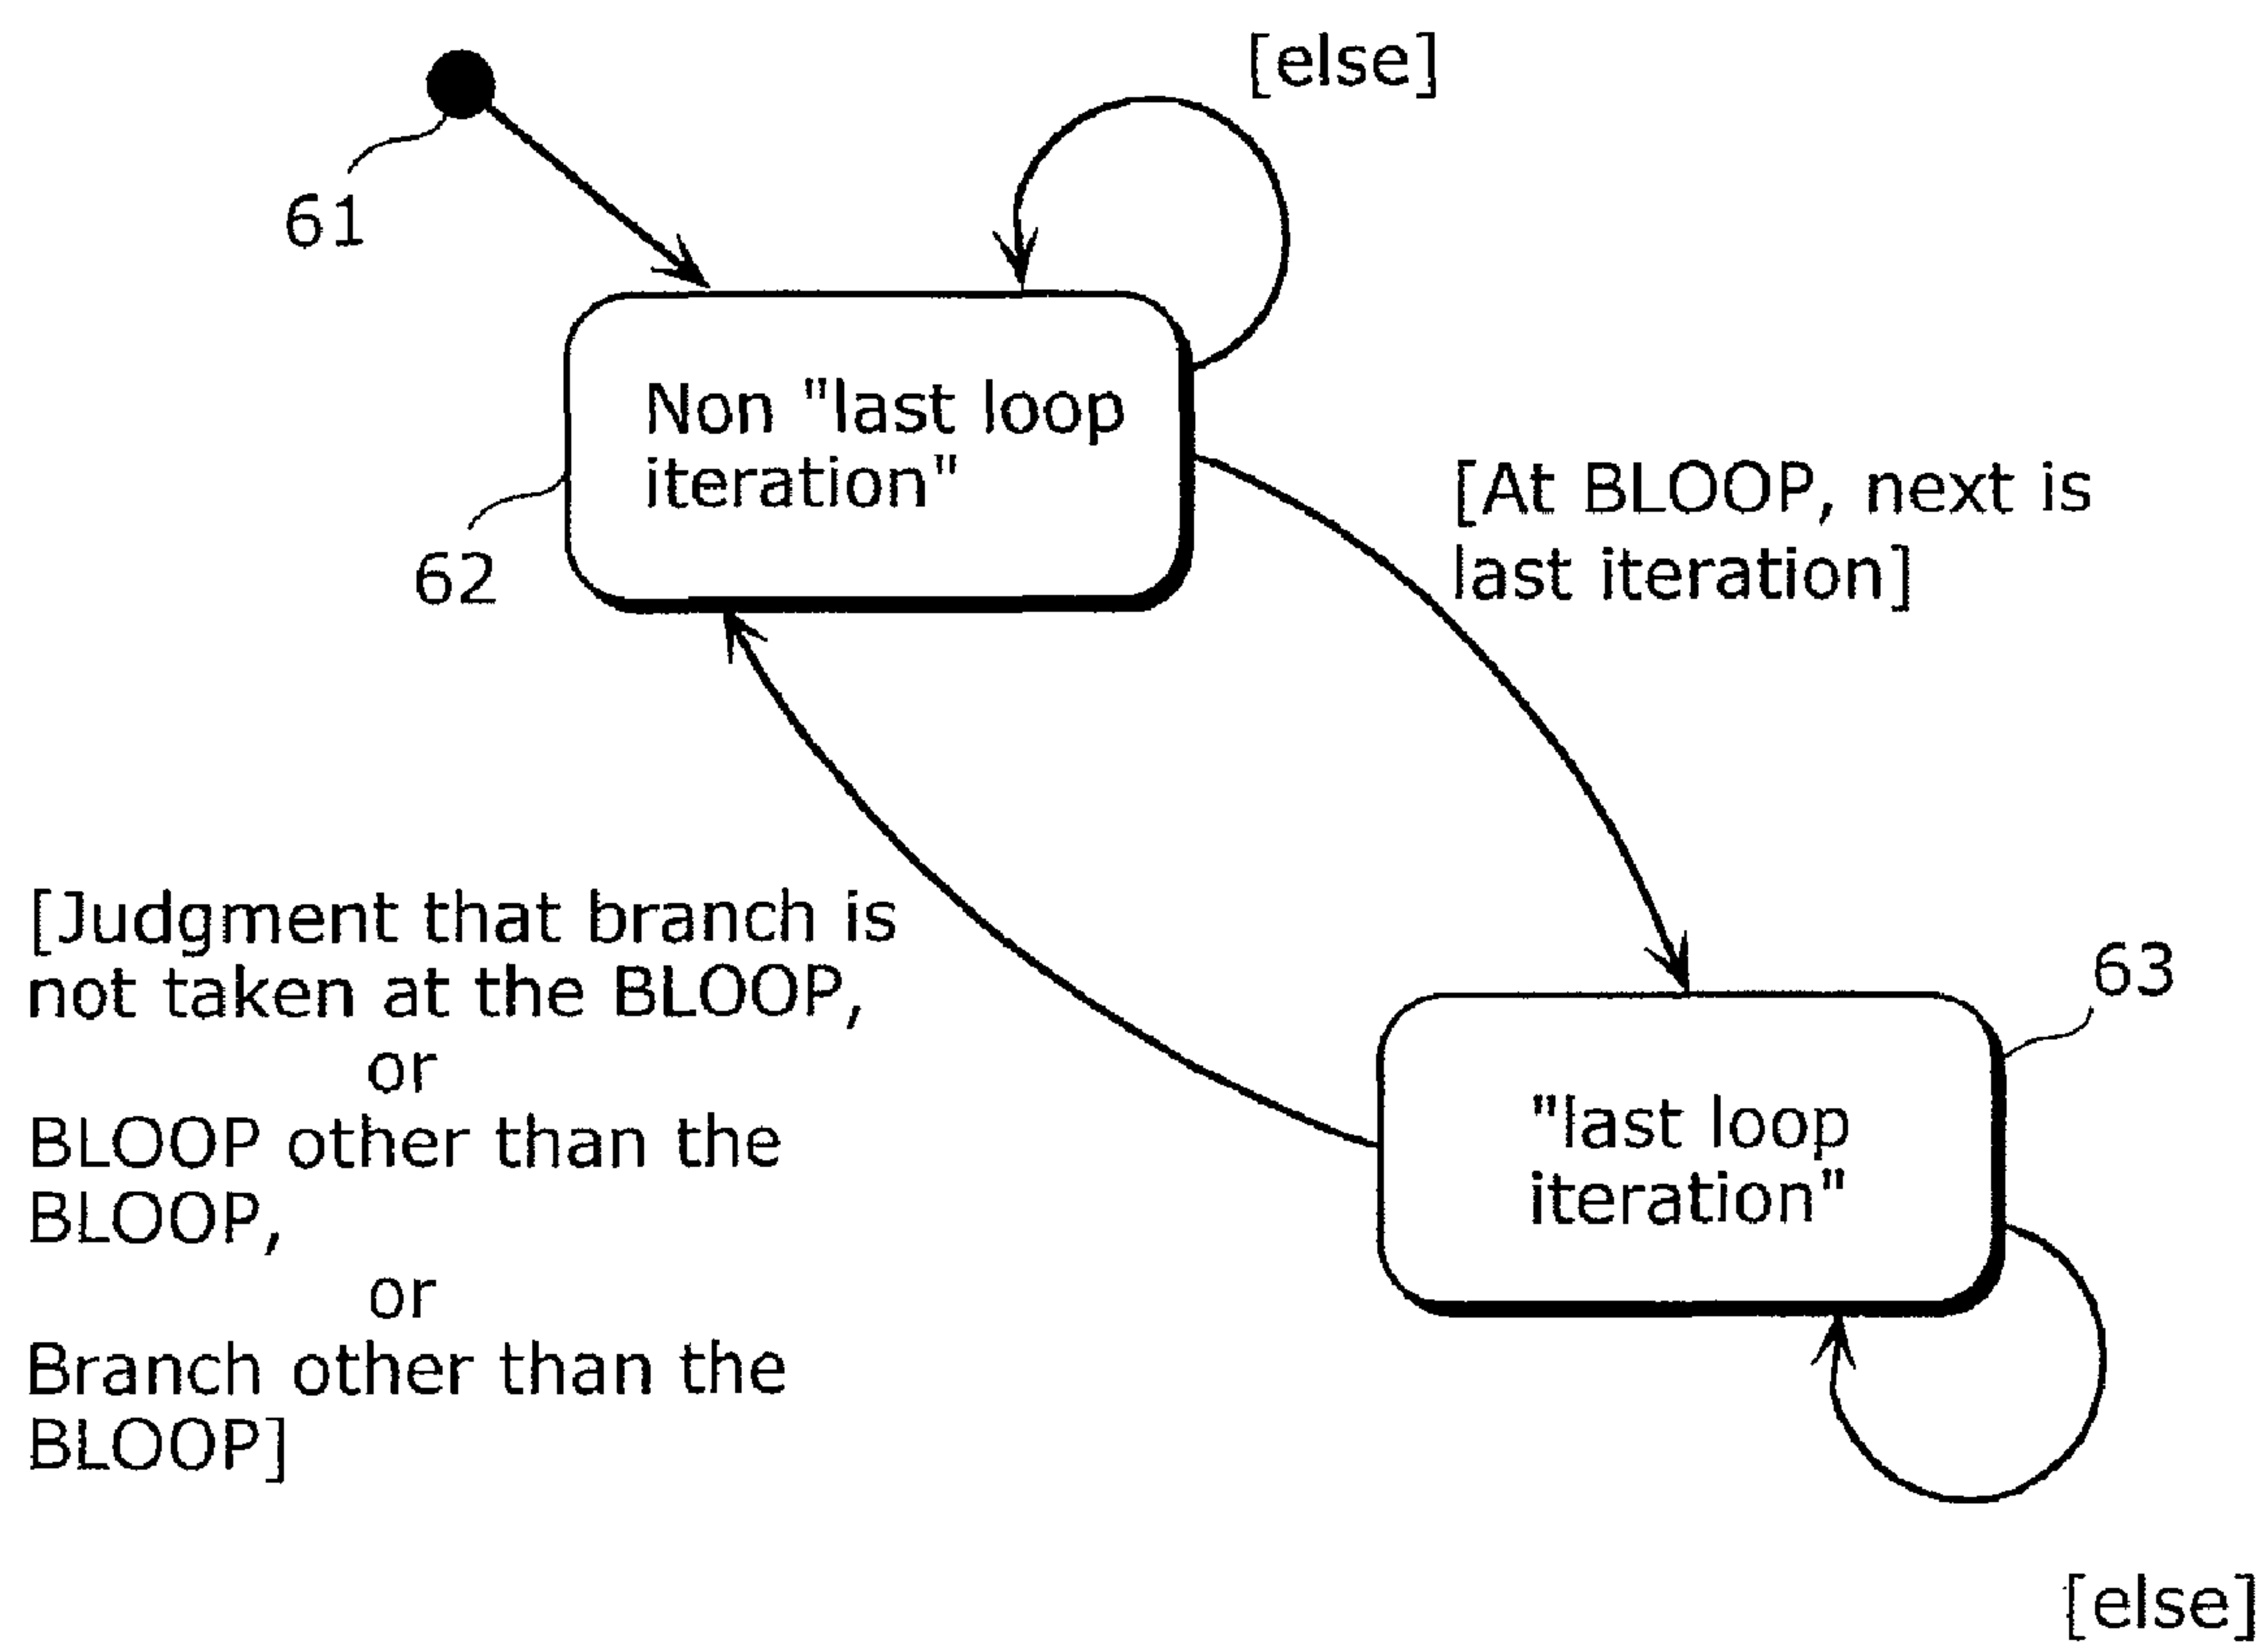 [else]
61
Non "last loop
iteration"
62
[At BLOOP, next is
last iteration]
[Judgment that branch is
not taken at the BLOOP,
or
BLOOP other than the
BLOOP,
or
Branch other than the
BLOOP]
63
"last loop
iteration"
[else]